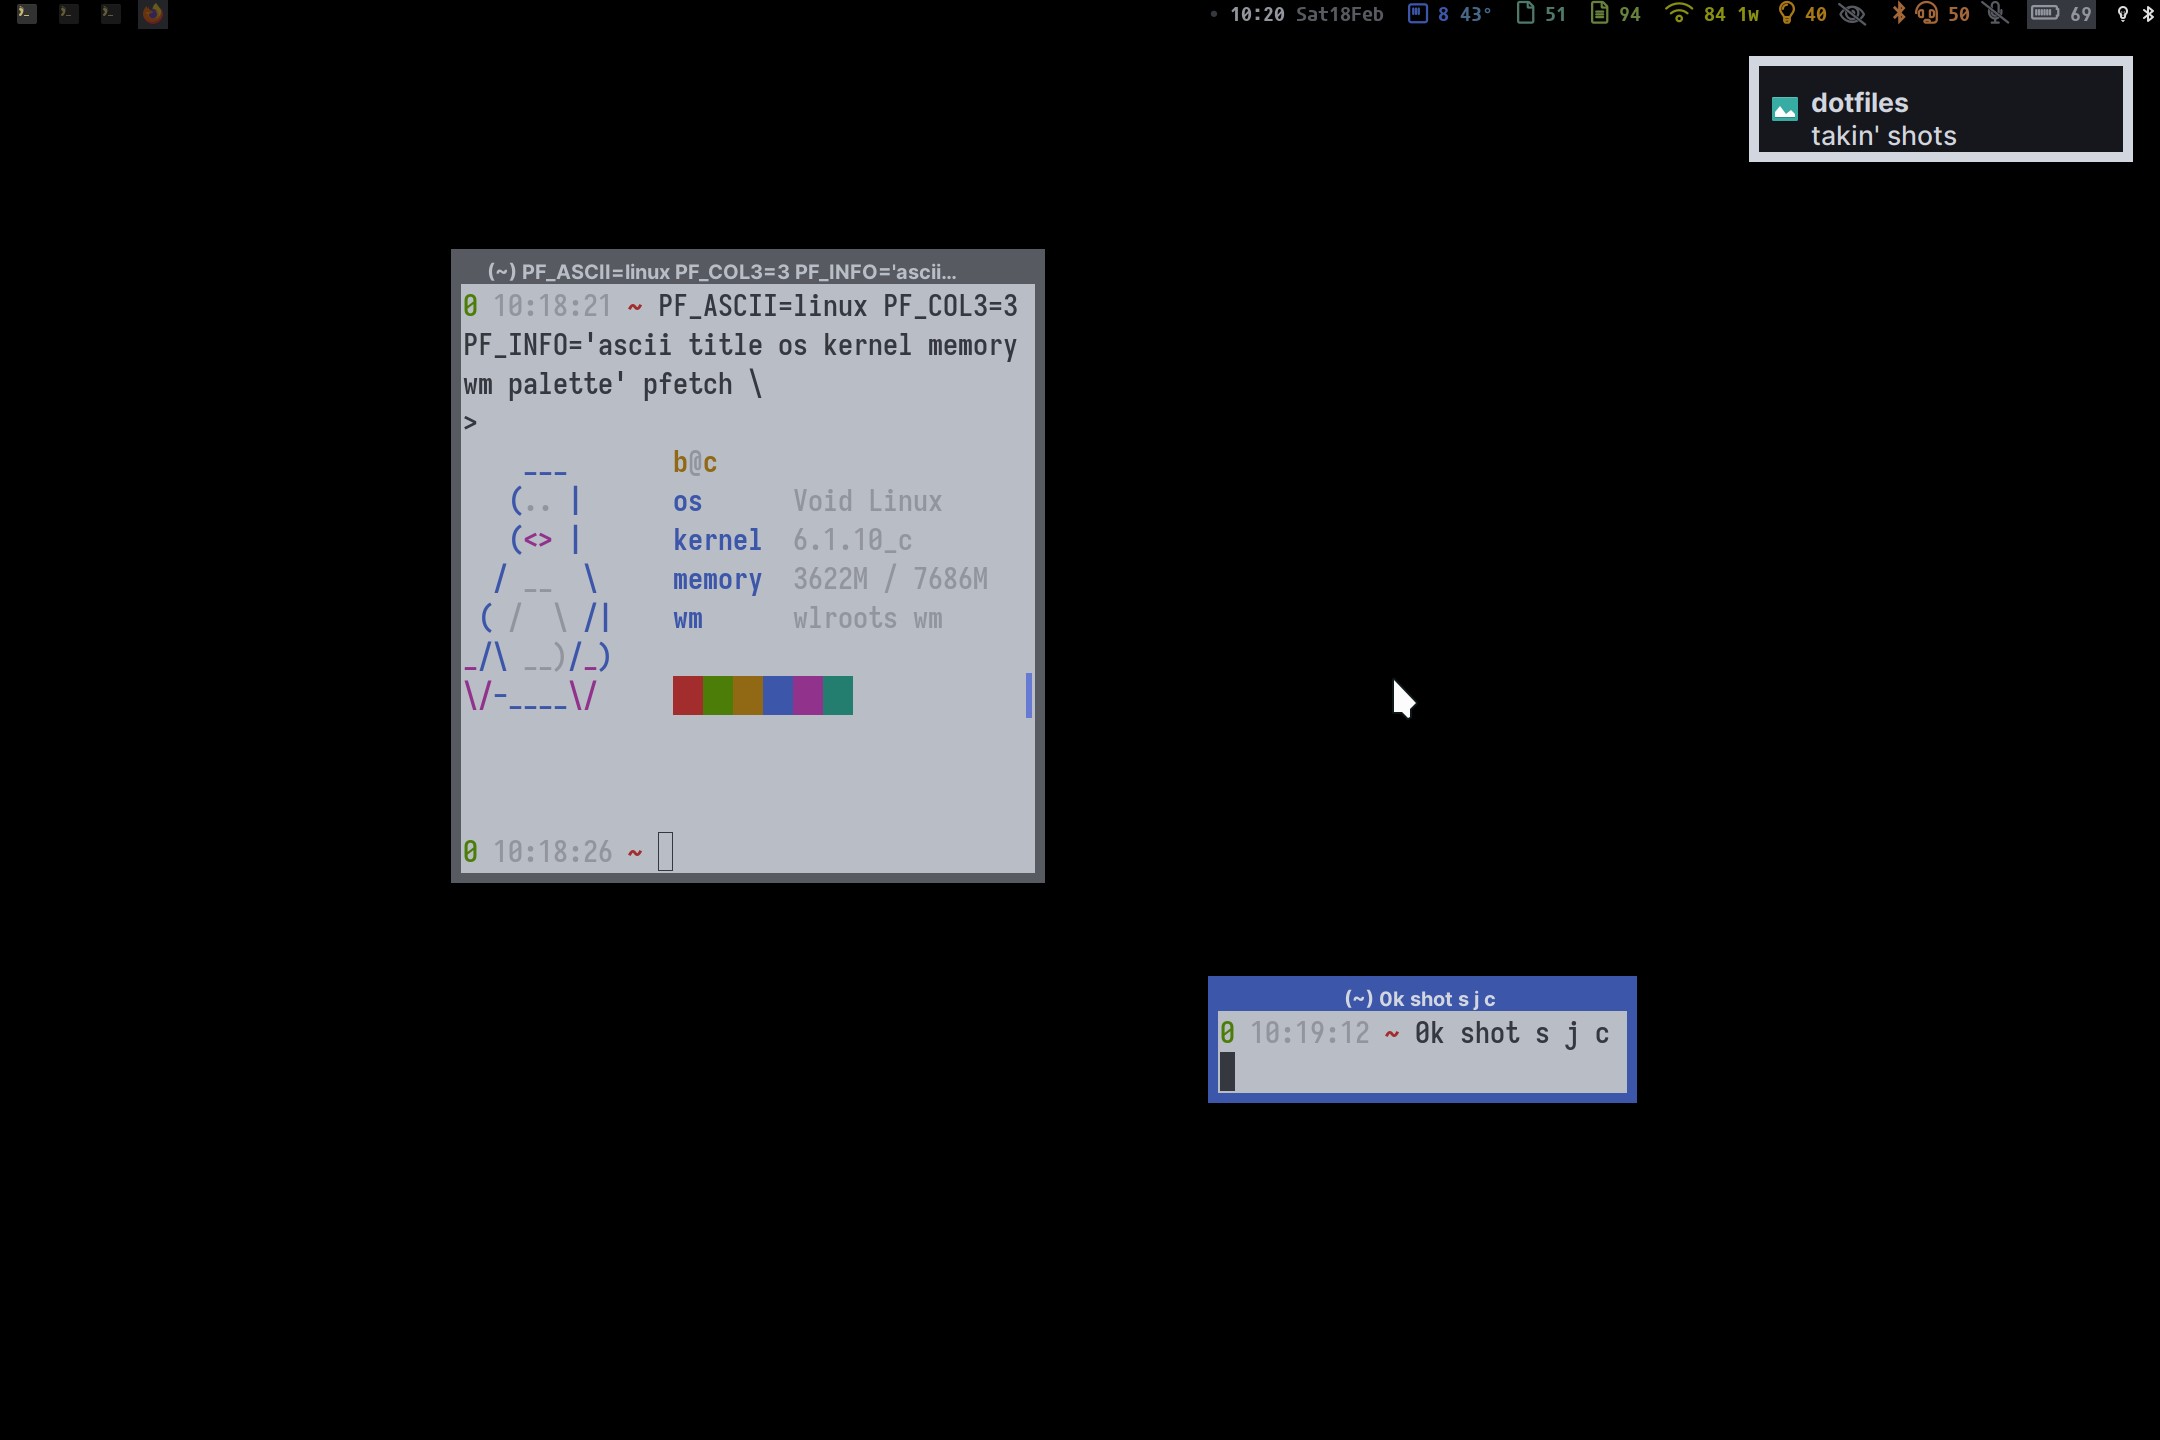 10:20 Sat18Feb 8 43° 51 94 84 1w 40 50 69
dotfiles
takin' shots
(~) PF_ASCII=linux PF_COL3=3 PF_INFO='ascii...
0 10:18:21 ~ PF_ASCII=linux PF_COL3=3
PF_INFO='ascii title os kernel memory
wm palette' pfetch \
>
    ___       b@c
   (.. |      os      Void Linux
   (<> |      kernel  6.1.10_c
  / __  \     memory  3622M / 7686M
 ( /  \ /|    wm      wlroots wm
_/\ __)/_)
\/-____\/
0 10:18:26 ~
(~) 0k shot s j c
0 10:19:12 ~ 0k shot s j c